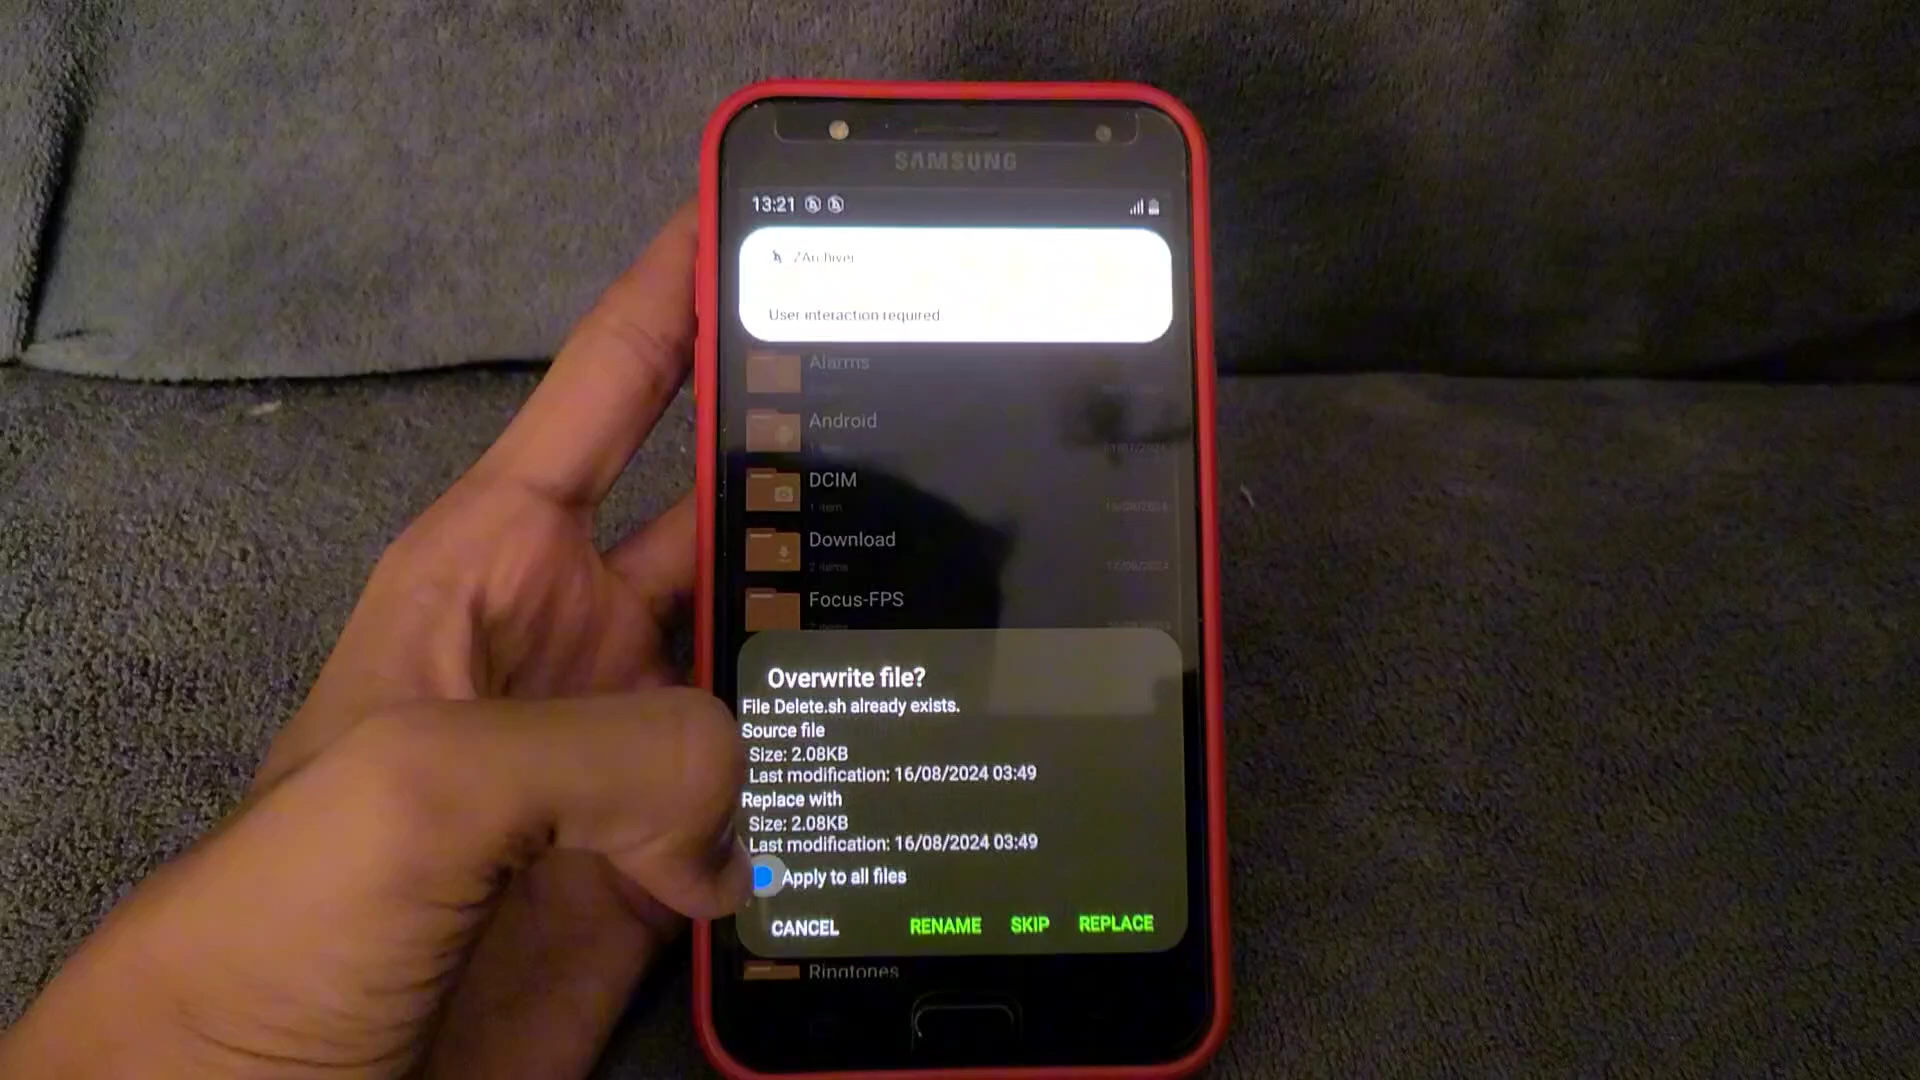 SAMSUNG
13:21
ZArchiver
User interaction required
Alarms
Android
DCIM
1 item
Download
2 items
Focus-FPS
Overwrite file?
File Delete.sh already exists.
Source file
Size: 2.08KB
Last modification: 16/08/2024 03:49
Replace with
Size: 2.08KB
Last modification: 16/08/2024 03:49
Apply to all files
CANCEL RENAME SKIP REPLACE
Ringtones